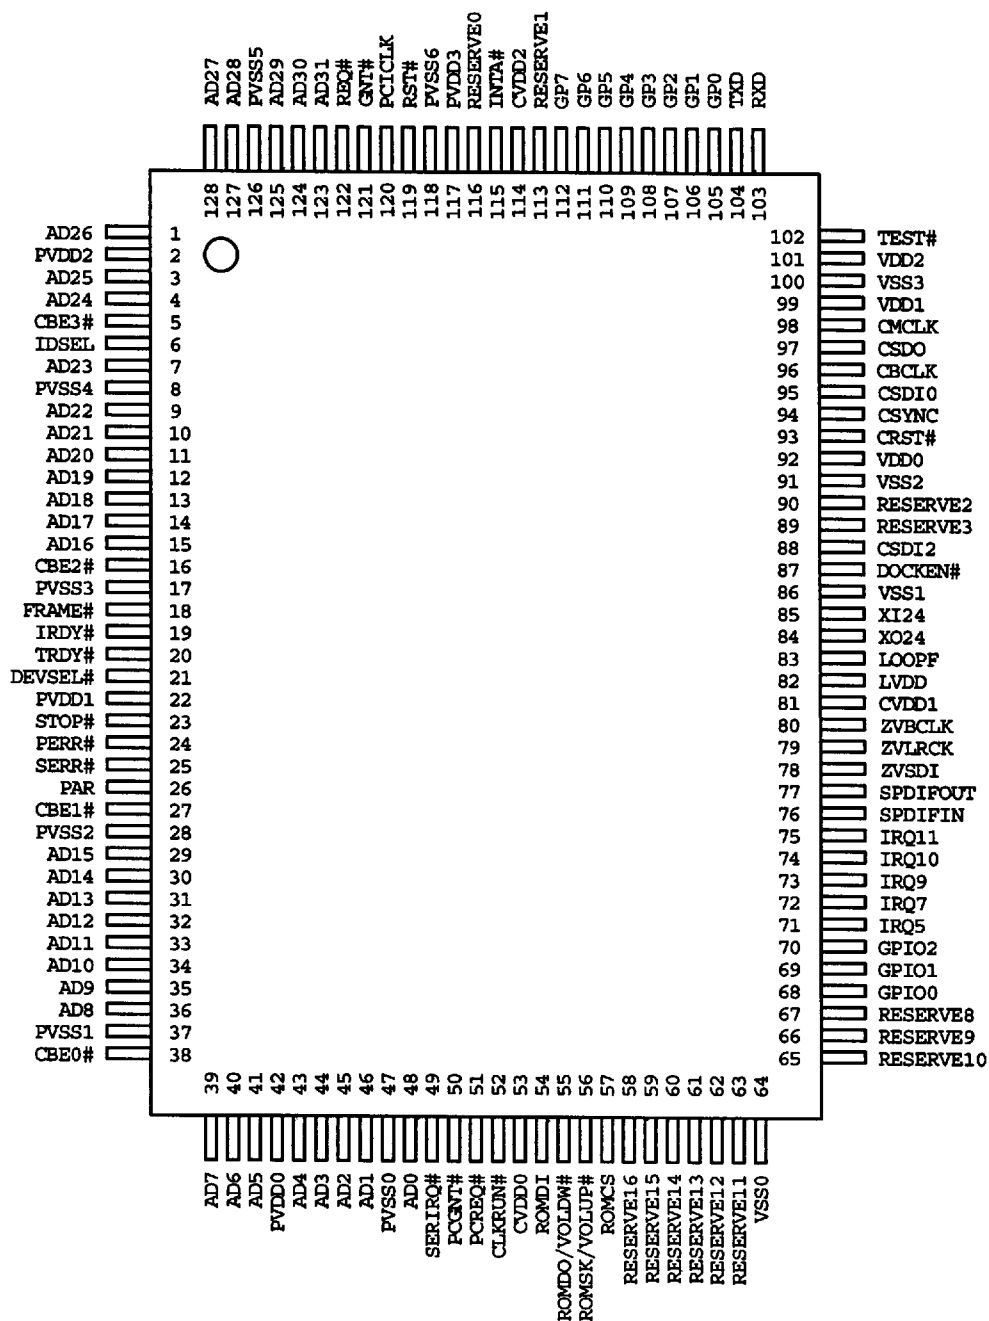 AD27
AD28
PVSS5
AD29
AD30
AD31
REQ#
GNT#
PCICLK
RST#
PVSS6
PVDD3
RESERVE0
INTA#
CVDD2
RESERVE1
GP7
GP6
GP5
GP4
GP3
GP2
GP1
GP0
TXD
RXD
128
127
126
125
124
123
122
121
120
119
118
117
116
115
114
113
112
111
110
109
108
107
106
105
104
103
AD26 1
PVDD2 2
AD25 3
AD24 4
CBE3# 5
IDSEL 6
AD23 7
PVSS4 8
AD22 9
AD21 10
AD20 11
AD19 12
AD18 13
AD17 14
AD16 15
CBE2# 16
PVSS3 17
FRAME# 18
IRDY# 19
TRDY# 20
DEVSEL# 21
PVDD1 22
STOP# 23
PERR# 24
SERR# 25
PAR 26
CBE1# 27
PVSS2 28
AD15 29
AD14 30
AD13 31
AD12 32
AD11 33
AD10 34
AD9 35
AD8 36
PVSS1 37
CBE0# 38
102 TEST#
101 VDD2
100 VSS3
99 VDD1
98 CMCLK
97 CSDO
96 CBCLK
95 CSDI0
94 CSYNC
93 CRST#
92 VDD0
91 VSS2
90 RESERVE2
89 RESERVE3
88 CSDI2
87 DOCKEN#
86 VSS1
85 XI24
84 XO24
83 LOOPF
82 LVDD
81 CVDD1
80 ZVBCLK
79 ZVLRCK
78 ZVSDI
77 SPDIFOUT
76 SPDIFIN
75 IRQ11
74 IRQ10
73 IRQ9
72 IRQ7
71 IRQ5
70 GPIO2
69 GPIO1
68 GPIO0
67 RESERVE8
66 RESERVE9
65 RESERVE10
39
40
41
42
43
44
45
46
47
48
49
50
51
52
53
54
55
56
57
58
59
60
61
62
63
64
AD7
AD6
AD5
PVDD0
AD4
AD3
AD2
AD1
PVSS0
AD0
SERIRQ#
PCGNT#
PCREQ#
CLKRUN#
CVDD0
ROMDI
ROMDO/VOLDW#
ROMSK/VOLUP#
ROMCS
RESERVE16
RESERVE15
RESERVE14
RESERVE13
RESERVE12
RESERVE11
VSS0